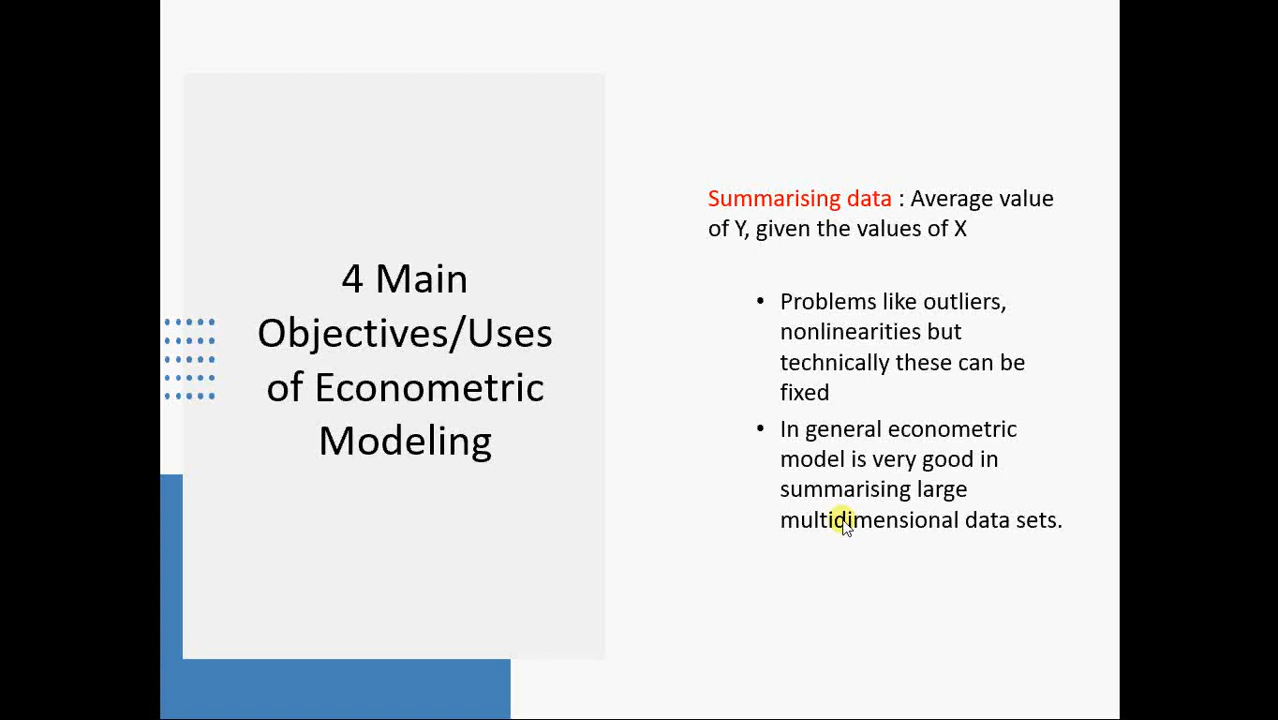 4 Main
Objectives/Uses
of Econometric
Modeling
Summarising data : Average value
of Y, given the values of X
• Problems like outliers,
nonlinearities but
technically these can be
fixed
• In general econometric
model is very good in
summarising large
multidimensional data sets.